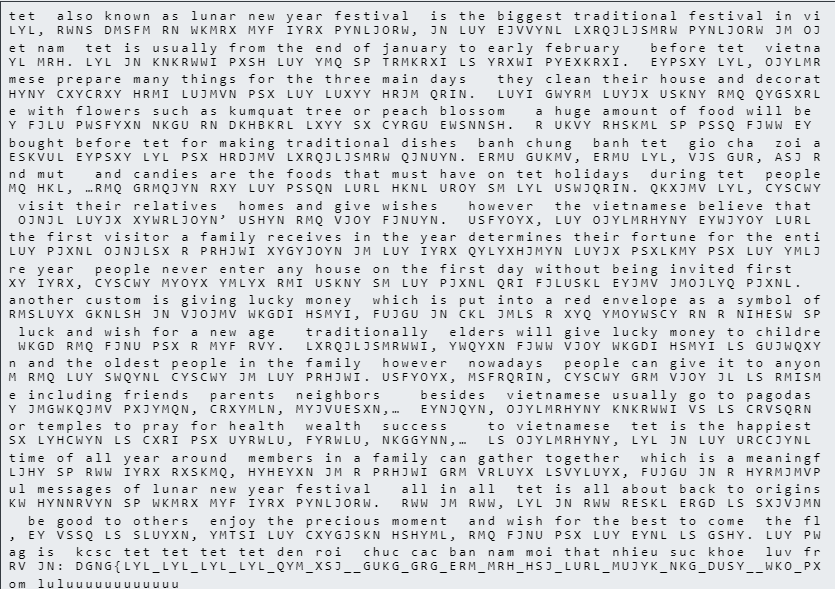 tet  also known as lunar new year festival  is the biggest traditional festival in vi
LYL, RWNS DMSFM RN WKMRX MYF IYRX PYNLJORW, JN LUY EJVVYNL LXRQJLJSMRW PYNLJORW JM OJ
et nam  tet is usually from the end of january to early february   before tet  vietna
YL MRH. LYL JN KNKRWWI PXSH LUY YMQ SP TRMKRXI LS YRXWI PYEXKRXI.  EYPSXY LYL, OJYLMR
mese prepare many things for the three main days   they clean their house and decorat
HYNY CXYCRXY HRMI LUJMVN PSX LUY LUXYY HRJM QRIN.  LUYI GWYRM LUYJX USKNY RMQ QYGSXRL
e with flowers such as kumquat tree or peach blossom   a huge amount of food will be
Y FJLU PWSFYXN NKGU RN DKHBKRL LXYY SX CYRGU EWSNNSH.  R UKVY RHSKML SP PSSQ FJWW EY
bought before tet for making traditional dishes  banh chung  banh tet  gio cha  zoi a
ESKVUL EYPSXY LYL PSX HRDJMV LXRQJLJSMRW QJNUYN. ERMU GUKMV, ERMU LYL, VJS GUR, ASJ R
nd mut  and candies are the foods that must have on tet holidays  during tet  people
MQ HKL, …RMQ GRMQJYN RXY LUY PSSQN LURL HKNL UROY SM LYL USWJQRIN. QKXJMV LYL, CYSCWY
visit their relatives  homes and give wishes  however  the vietnamese believe that
OJNJL LUYJX XYWRLJOYN’ USHYN RMQ VJOY FJNUYN.  USFYOYX, LUY OJYLMRHYNY EYWJYOY LURL
the first visitor a family receives in the year determines their fortune for the enti
LUY PJXNL OJNJLSX R PRHJWI XYGYJOYN JM LUY IYRX QYLYXHJMYN LUYJX PSXLKMY PSX LUY YMLJ
re year  people never enter any house on the first day without being invited first
XY IYRX, CYSCWY MYOYX YMLYX RMI USKNY SM LUY PJXNL QRI FJLUSKL EYJMV JMOJLYQ PJXNL.
another custom is giving lucky money  which is put into a red envelope as a symbol of
RMSLUYX GKNLSH JN VJOJMV WKGDI HSMYI, FUJGU JN CKL JMLS R XYQ YMOYWSCY RN R NIHESW SP
luck and wish for a new age   traditionally  elders will give lucky money to childre
WKGD RMQ FJNU PSX R MYF RVY.  LXRQJLJSMRWWI, YWQYXN FJWW VJOY WKGDI HSMYI LS GUJWQXY
n and the oldest people in the family  however  nowadays  people can give it to anyon
M RMQ LUY SWQYNL CYSCWY JM LUY PRHJWI. USFYOYX, MSFRQRIN, CYSCWY GRM VJOY JL LS RMISM
e including friends  parents  neighbors    besides  vietnamese usually go to pagodas
Y JMGWKQJMV PXJYMQN, CRXYMLN, MYJVUESXN,…  EYNJQYN, OJYLMRHYNY KNKRWWI VS LS CRVSQRN
or temples to pray for health  wealth  success    to vietnamese  tet is the happiest
SX LYHCWYN LS CXRI PSX UYRWLU, FYRWLU, NKGGYNN,…  LS OJYLMRHYNY, LYL JN LUY URCCJYNL
time of all year around  members in a family can gather together  which is a meaningf
LJHY SP RWW IYRX RXSKMQ, HYHEYXN JM R PRHJWI GRM VRLUYX LSVYLUYX, FUJGU JN R HYRMJMVP
ul messages of lunar new year festival   all in all  tet is all about back to origins
KW HYNNRVYN SP WKMRX MYF IYRX PYNLJORW.  RWW JM RWW, LYL JN RWW RESKL ERGD LS SXJVJMN
be good to others  enjoy the precious moment  and wish for the best to come  the fl
, EY VSSQ LS SLUYXN, YMTSI LUY CXYGJSKN HSHYML, RMQ FJNU PSX LUY EYNL LS GSHY. LUY PW
ag is  kcsc tet tet tet tet den roi  chuc cac ban nam moi that nhieu suc khoe  luv fr
RV JN: DGNG{LYL_LYL_LYL_LYL_QYM_XSJ__GUKG_GRG_ERM_MRH_HSJ_LURL_MUJYK_NKG_DUSY__WKO_PX
om luluuuuuuuuuuuu